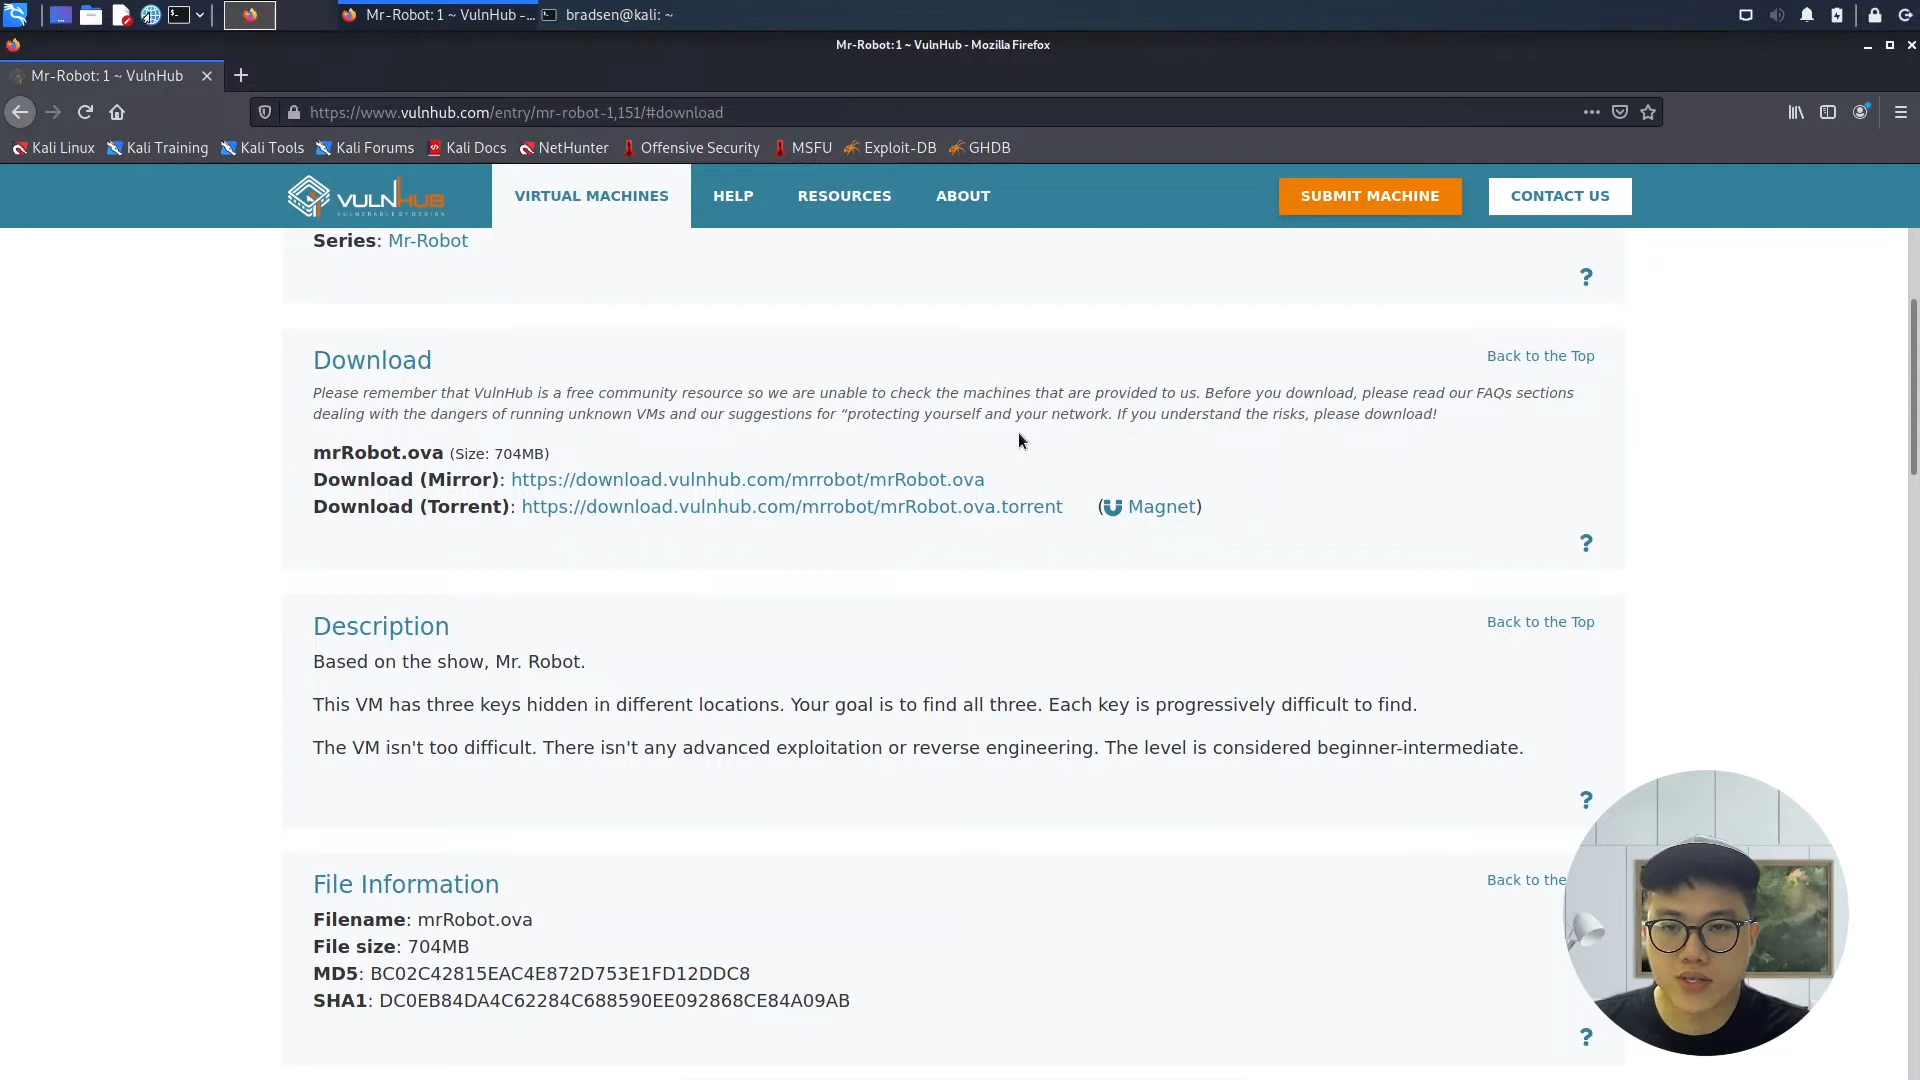 Mr-Robot: 1 ~ VulnHub -...
bradsen@kali: ~
Mr-Robot: 1 ~ VulnHub - Mozilla Firefox
Mr-Robot: 1 ~ VulnHub
https://www.vulnhub.com/entry/mr-robot-1,151/#download
Kali Linux
Kali Training
Kali Tools
Kali Forums
Kali Docs
NetHunter
Offensive Security
MSFU
Exploit-DB
GHDB
VULNHUB
VULNERABLE BY DESIGN
VIRTUAL MACHINES
HELP
RESOURCES
ABOUT
SUBMIT MACHINE
CONTACT US
Series: Mr-Robot
?
Download
Back to the Top
Please remember that VulnHub is a free community resource so we are unable to check the machines that are provided to us. Before you download, please read our FAQs sections
dealing with the dangers of running unknown VMs and our suggestions for “protecting yourself and your network. If you understand the risks, please download!
mrRobot.ova (Size: 704MB)
Download (Mirror): https://download.vulnhub.com/mrrobot/mrRobot.ova
Download (Torrent): https://download.vulnhub.com/mrrobot/mrRobot.ova.torrent (Magnet)
?
Description
Back to the Top
Based on the show, Mr. Robot.
This VM has three keys hidden in different locations. Your goal is to find all three. Each key is progressively difficult to find.
The VM isn't too difficult. There isn't any advanced exploitation or reverse engineering. The level is considered beginner-intermediate.
?
File Information
Back to the
Filename: mrRobot.ova
File size: 704MB
MD5: BC02C42815EAC4E872D753E1FD12DDC8
SHA1: DC0EB84DA4C62284C688590EE092868CE84A09AB
?